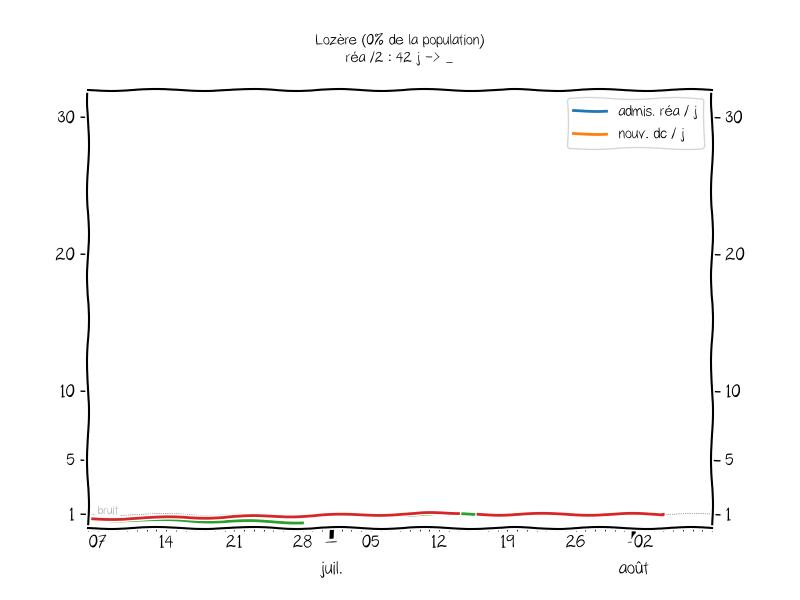 Lozère (0% de la population)
réa /2 : 42 j -> _
30
30
admis. réa / j
nouv. dc / j
20
20
10
10
5
5
bruit
1
1
07 14 21 28 05 12 19 26 02
juil. août